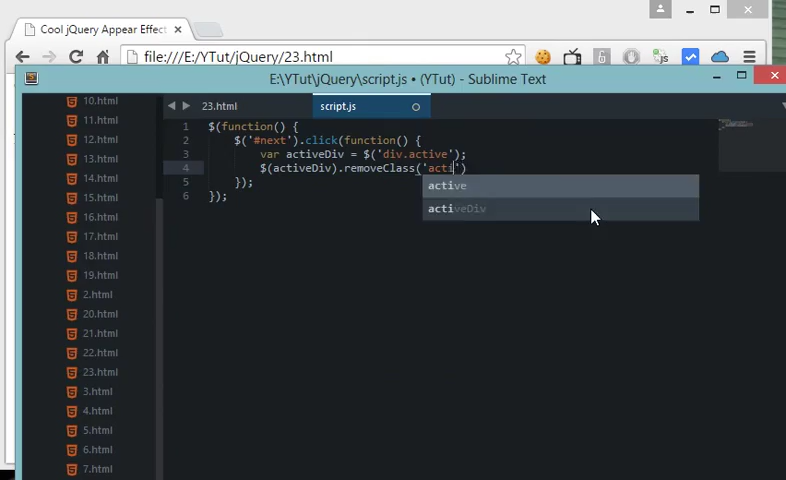 Cool jQuery Appear Effect
file:///E:/YTut/jQuery/23.html
E:\YTut\jQuery\script.js • (YTut) - Sublime Text
10.html
11.html
12.html
13.html
14.html
15.html
16.html
17.html
18.html
19.html
2.html
20.html
21.html
22.html
23.html
3.html
4.html
5.html
6.html
7.html
23.html
script.js
1 $(function() {
2 $('#next').click(function() {
3 var activeDiv = $('div.active');
4 $(activeDiv).removeClass('acti')
5 });
6 });
active
activeDiv